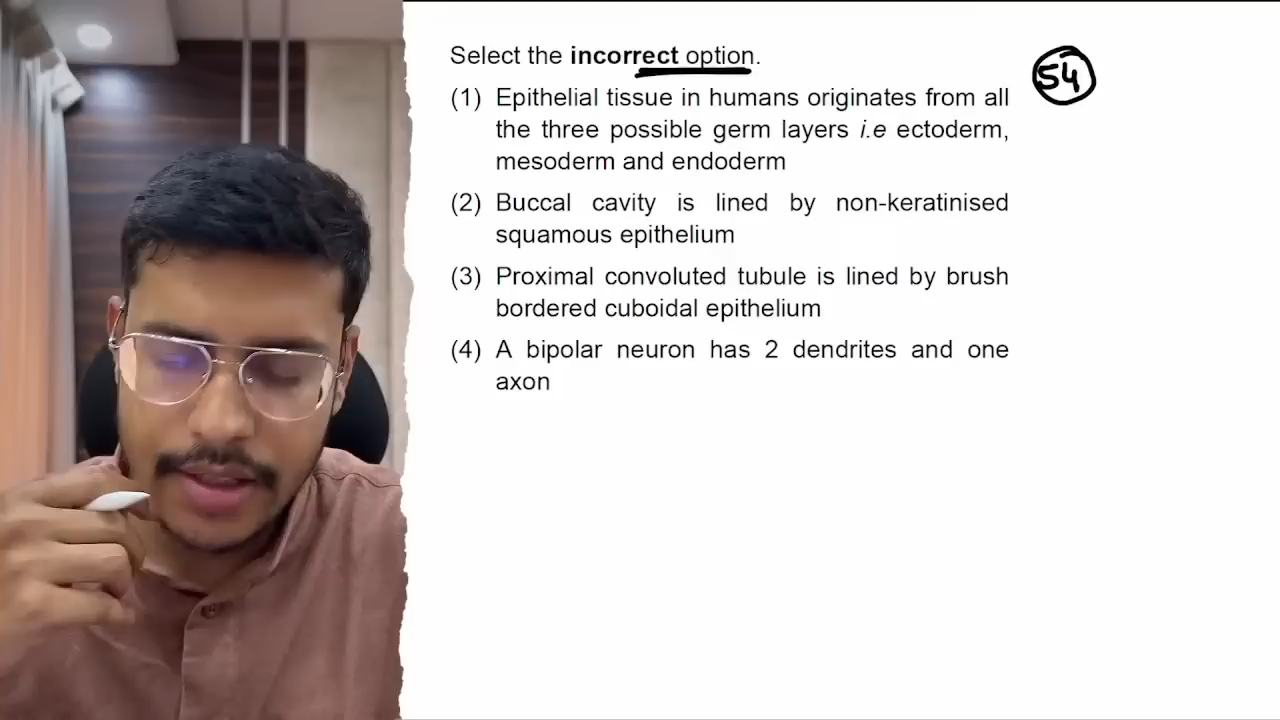 Select the incorrect option.
54
(1) Epithelial tissue in humans originates from all
the three possible germ layers i.e ectoderm,
mesoderm and endoderm
(2) Buccal cavity is lined by non-keratinised
squamous epithelium
(3) Proximal convoluted tubule is lined by brush
bordered cuboidal epithelium
(4) A bipolar neuron has 2 dendrites and one
axon